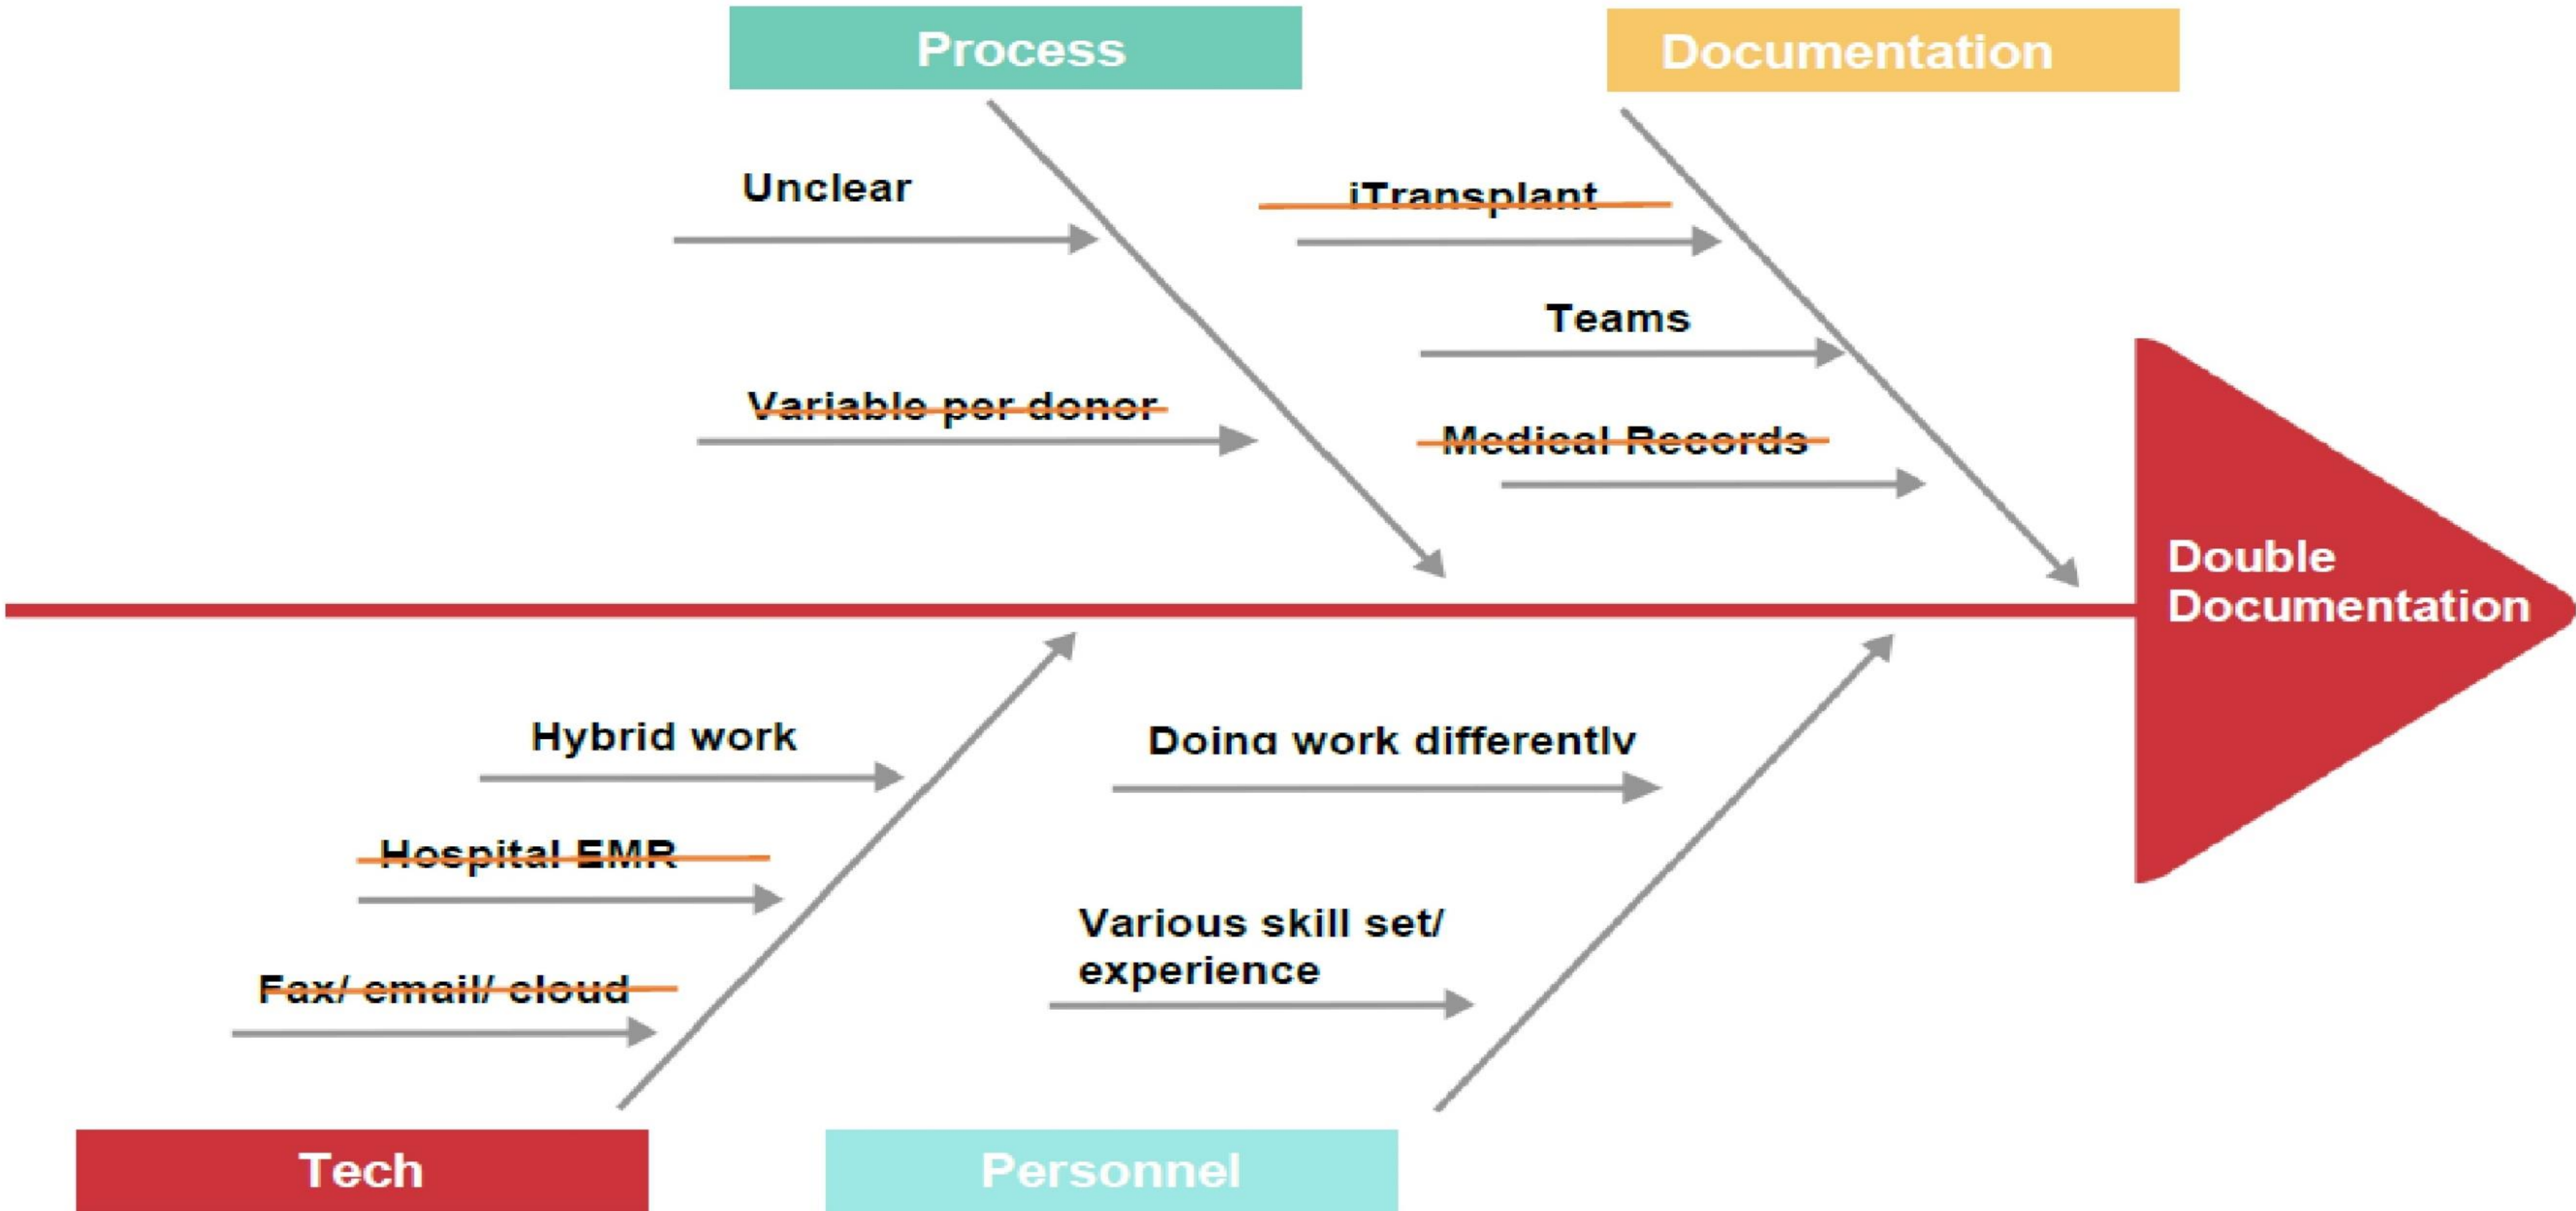 Process
Documentation
Unclear
iTransplant
Teams
Variable per donor
Medical Records
Double
Documentation
Hybrid work
Doing work differently
Hospital EMR
Various skill set/
experience
Fax/ email/ cloud
Tech
Personnel